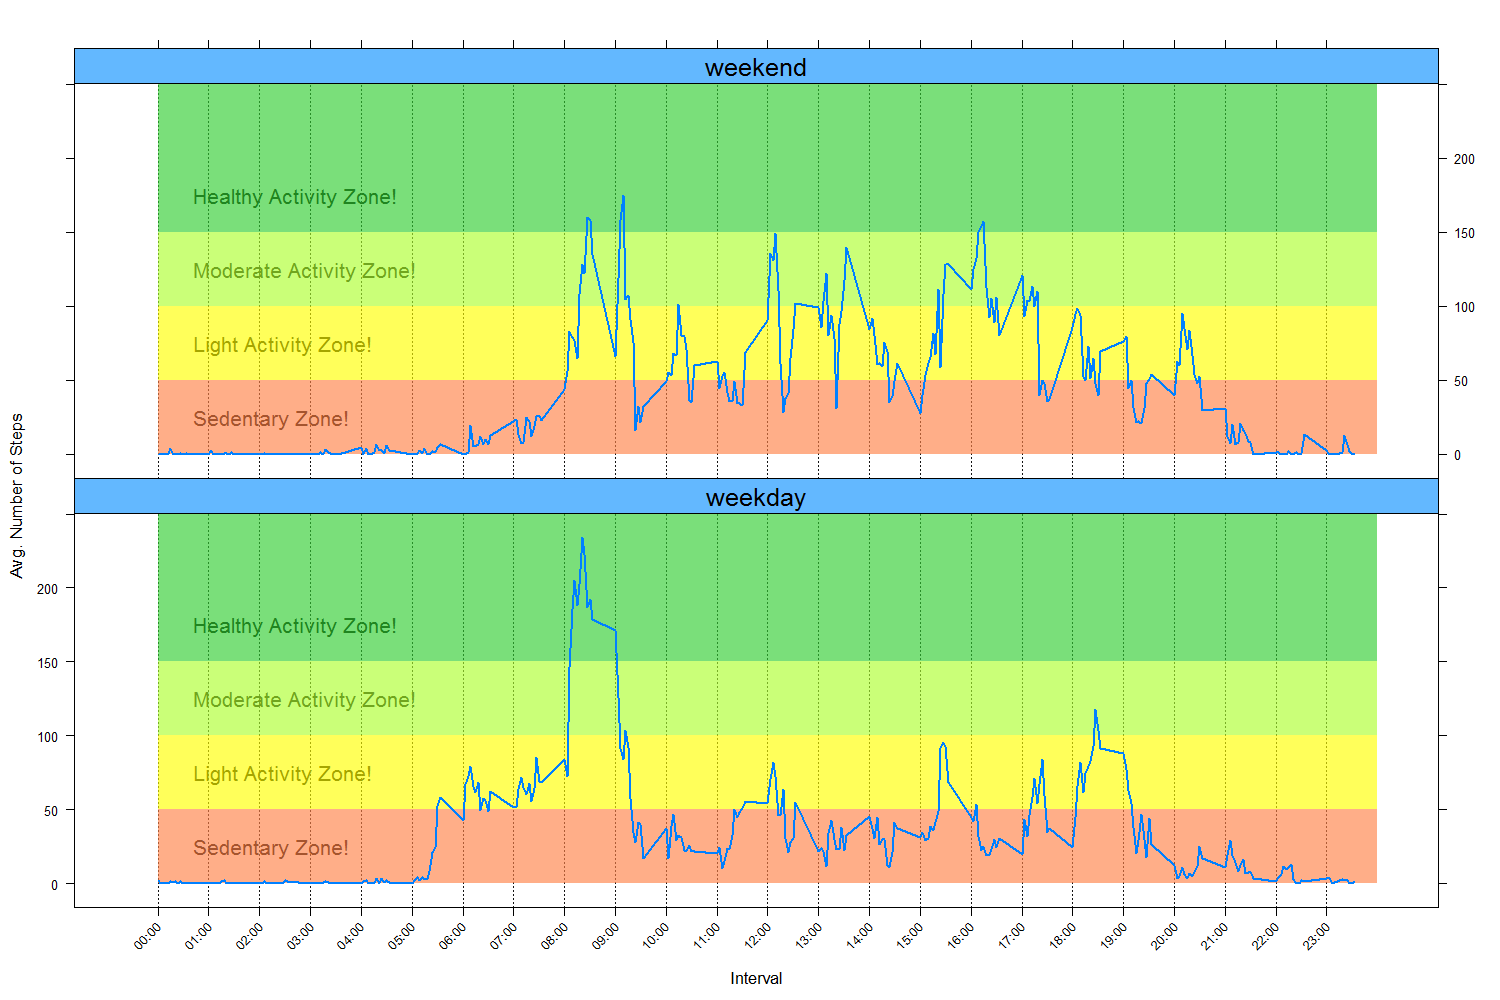 weekend
Healthy Activity Zone!
Moderate Activity Zone!
Light Activity Zone!
Sedentary Zone!
200
150
100
50
0
weekday
Healthy Activity Zone!
Moderate Activity Zone!
Light Activity Zone!
Sedentary Zone!
200
150
100
50
0
Avg. Number of Steps
00:00 01:00 02:00 03:00 04:00 05:00 06:00 07:00 08:00 09:00 10:00 11:00 12:00 13:00 14:00 15:00 16:00 17:00 18:00 19:00 20:00 21:00 22:00 23:00
Interval